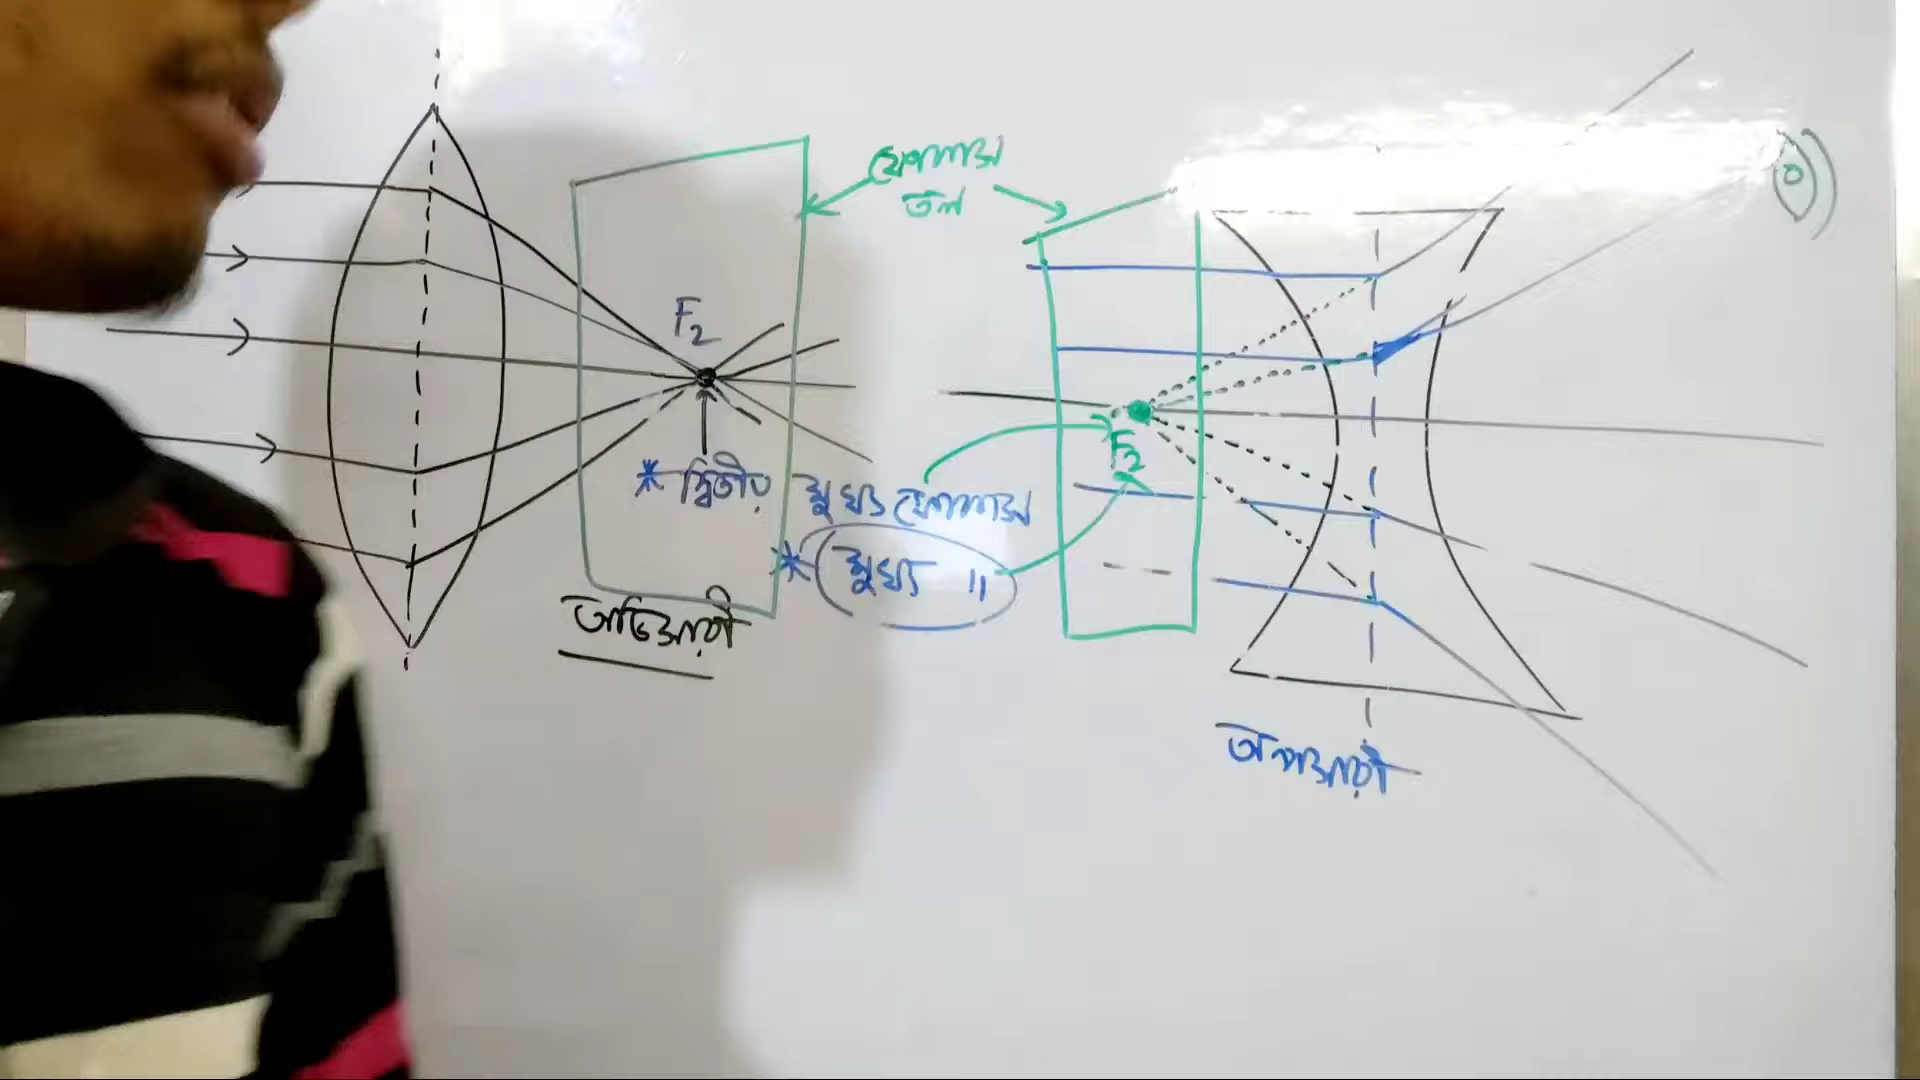 ফোকাস
তল
F₂
F₂
* দ্বিতীয় মুখ্য ফোকাস
* মুখ্য "
অভিসারী
অপসারী